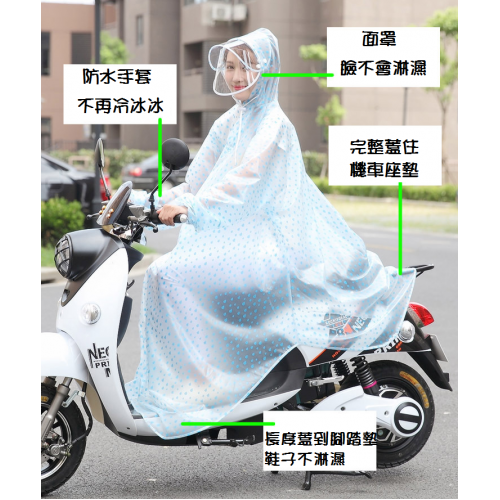 面罩
臉不會淋濕
防水手套
不再冷冰冰
完整蓋住
機車座墊
NEO
PRI
長度蓋到腳踏墊
鞋子不淋濕